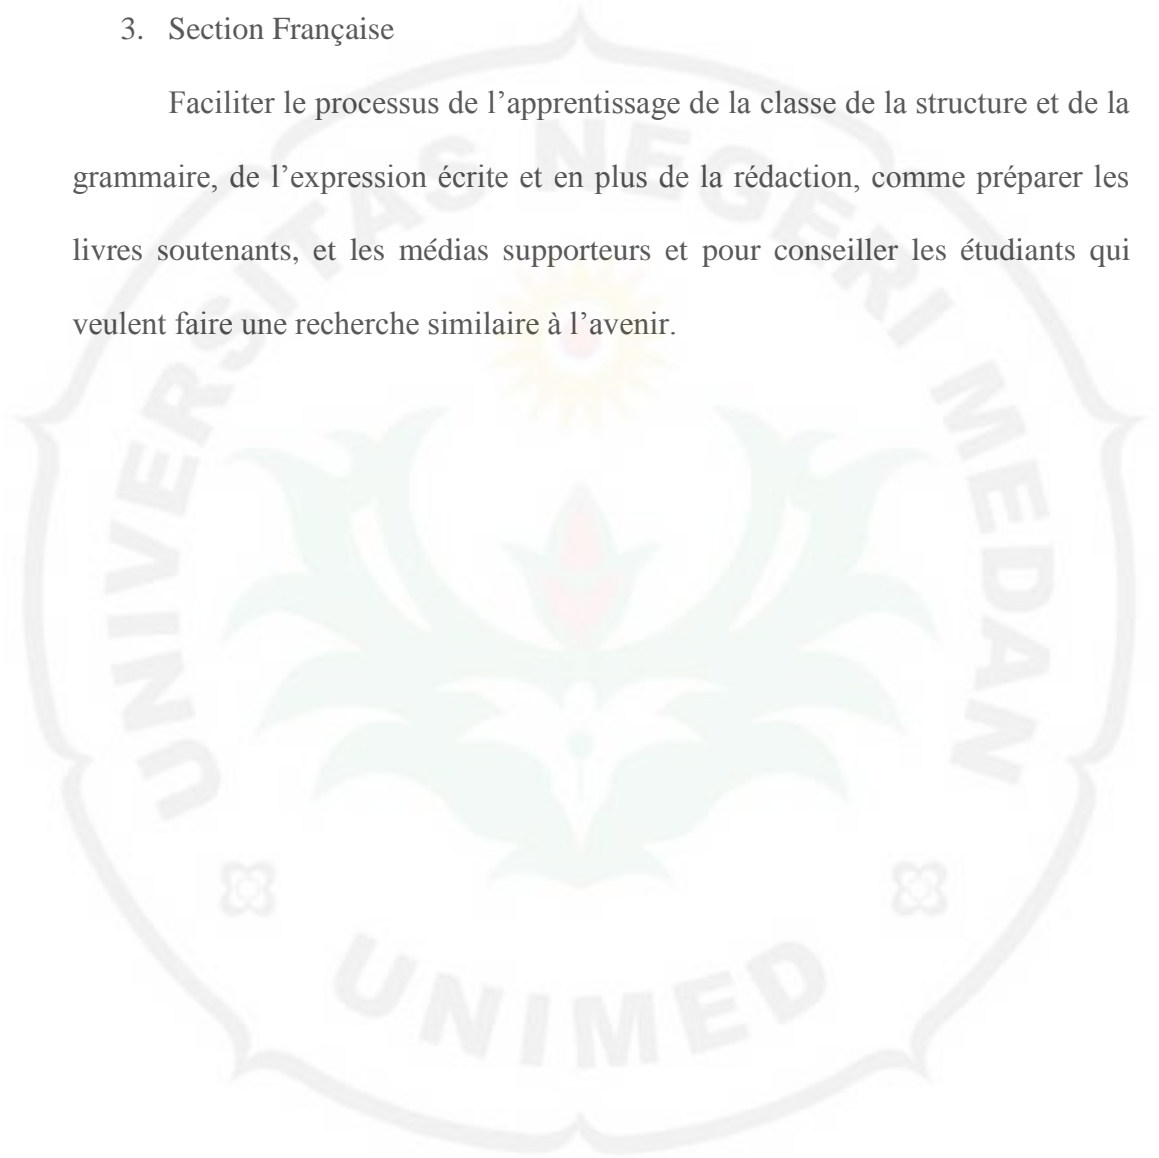 3. Section Française
Faciliter le processus de l’apprentissage de la classe de la structure et de la
grammaire, de l’expression écrite et en plus de la rédaction, comme préparer les
livres soutenants, et les médias supporteurs et pour conseiller les étudiants qui
veulent faire une recherche similaire à l’avenir.
UNIVERSITAS NEGERI MEDAN
UNIMED